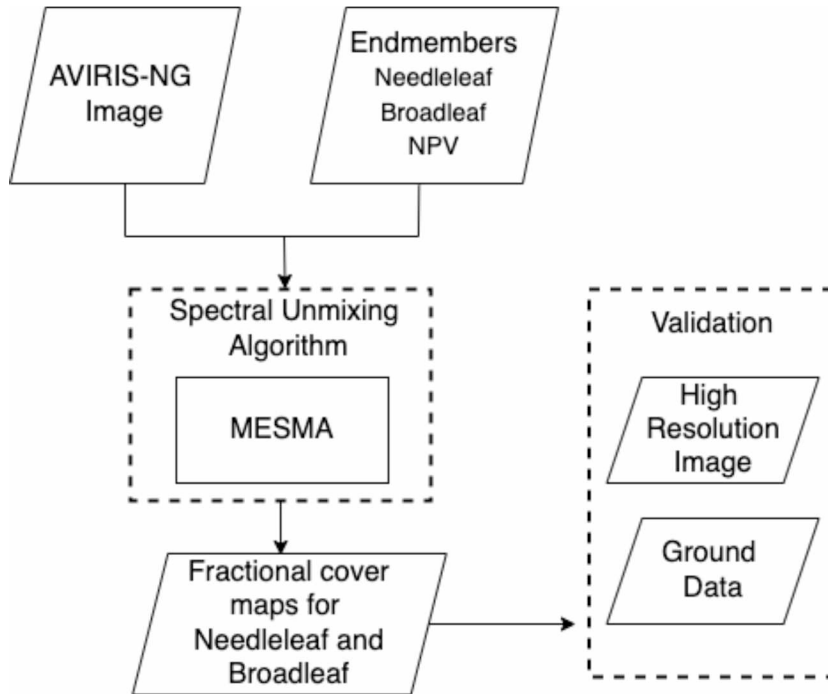 AVIRIS-NG
Image
Endmembers
Needleleaf
Broadleaf
NPV
Spectral Unmixing
Algorithm
MESMA
Fractional cover
maps for
Needleleaf and
Broadleaf
Validation
High
Resolution
Image
Ground
Data